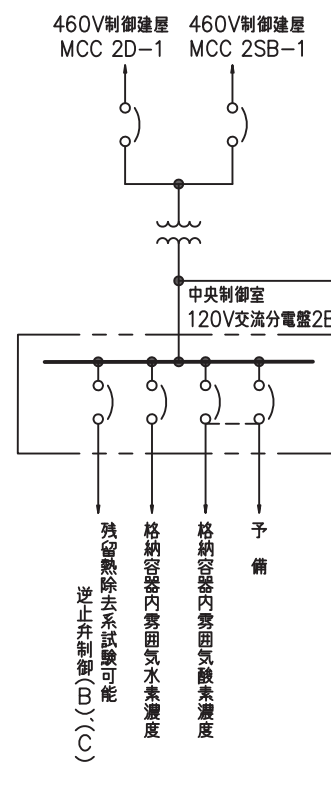 460V制御建屋
MCC 2D-1
460V制御建屋
MCC 2SB-1
中央制御室
120V交流分電盤2B
残留熱除去系試験可能
逆止弁制御(B)、(C)
格納容器内雰囲気水素濃度
格納容器内雰囲気酸素濃度
予備